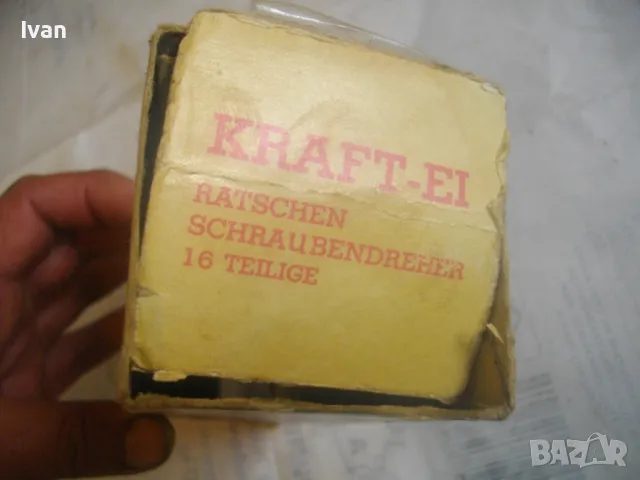 Ivan
KRAFT-EI
RATSCHEN
SCHRAUBENDREHER
16 TEILIGE
BAZAR